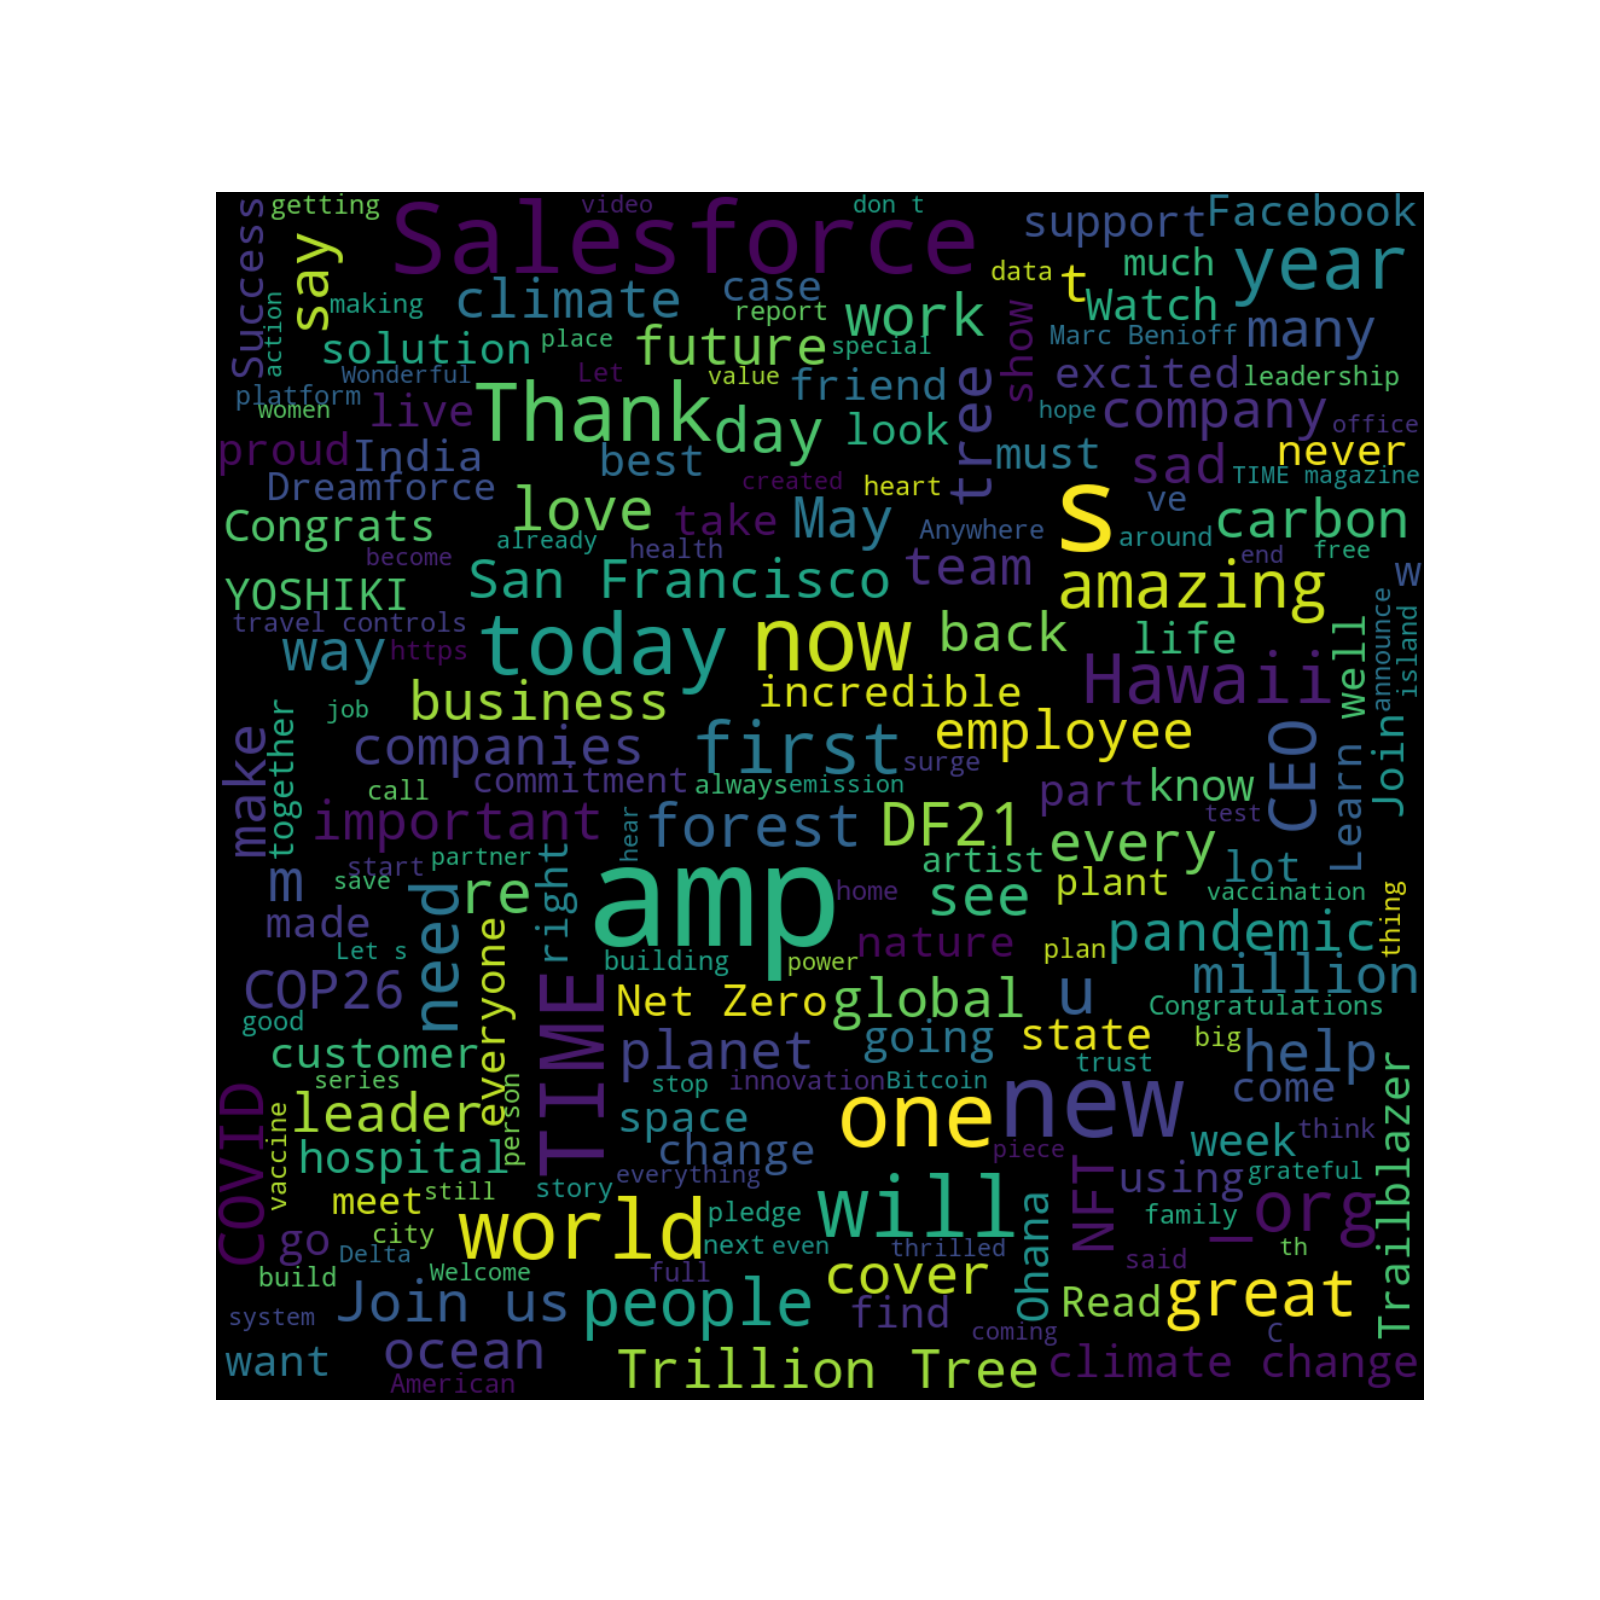 Success
getting
Salesforce
video
don t
support
Facebook
say
making
climate
case
report
data
t
much
year
Watch
action
solution
place
future
work
special
show
Marc Benioff
many
Wonderful
platform
women
live
Let
value
friend
excited
leadership
Thank
day
look
tree
hope
company
office
proud
India
best
must
sad
never
TIME magazine
Dreamforce
created
heart
s
ve
Congrats
love
already
take
May
Anywhere
around
carbon
become
health
end
free
YOSHIKI
San Francisco
team
amazing
w
travel controls
way
https
today
now
back
life
well
announce
island
business
incredible
Hawaii
job
together
make
companies
first
employee
surge
CEO
Learn
Join
commitment
always
emission
call
part
know
test
important
hear
forest
DF21
every
start
partner
artist
lot
m
save
need
re
right
amp
home
see
plant
vaccination
made
nature
plan
pandemic
thing
Let s
everyone
building
power
COP26
TIME
Net Zero
global
u
million
Congratulations
good
going
state
big
customer
planet
trust
help
series
person
stop
innovation
Bitcoin
come
COVID
vaccine
leader
space
one
new
Trailblazer
hospital
change
piece
week
think
everything
NFT
using
grateful
meet
still
story
will
Ohana
l
org
go
city
world
pledge
family
Delta
next
even
thrilled
said
th
build
Welcome
full
cover
system
Join us
people
find
Read
great
coming
C
want
ocean
American
Trillion Tree
climate change